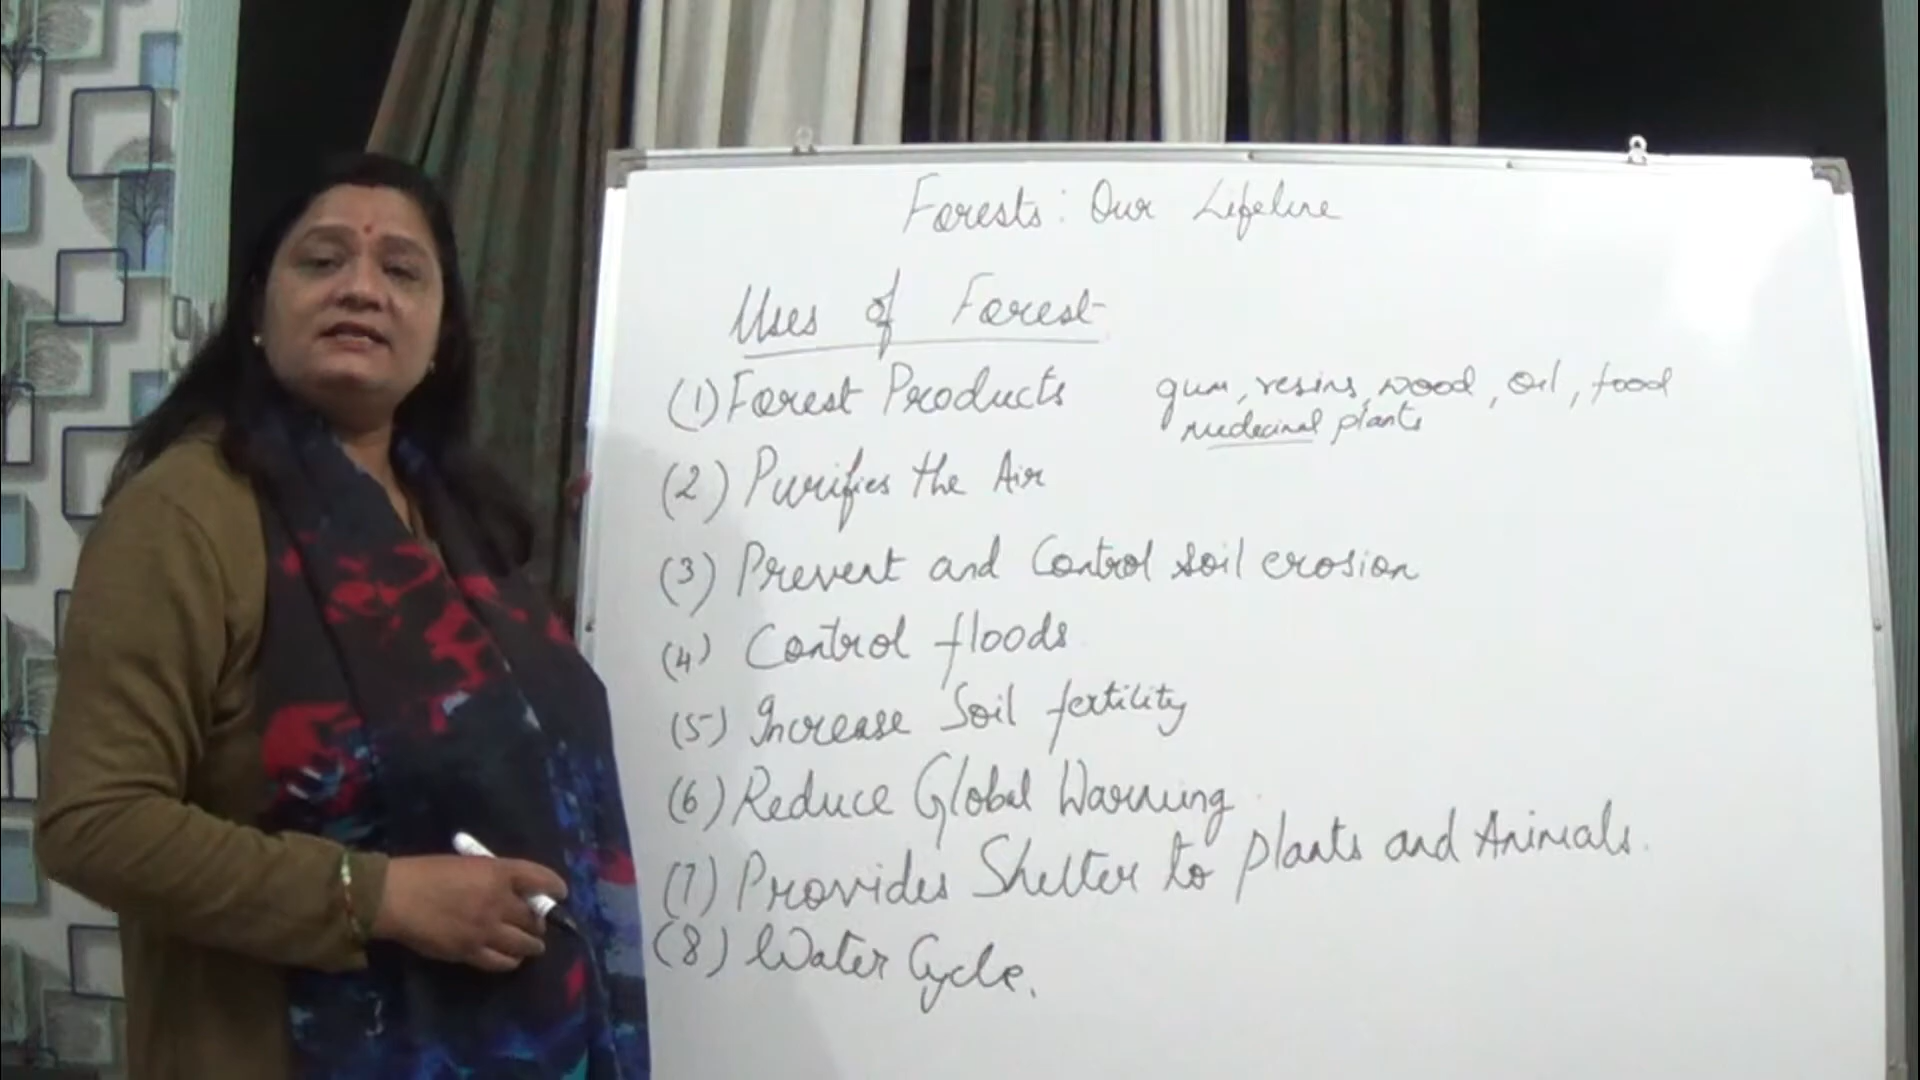 Forests: Our Lifeline
Uses of Forest
(1) Forest Products gum, resins, wood, oil, food
medecinal plants
(2) Purifies the Air
(3) Prevent and Control soil erosion
(4) Control floods
(5) Increase Soil fertility
(6) Reduce Global Warming
(7) Provides Shelter to plants and Animals.
(8) Water Cycle.